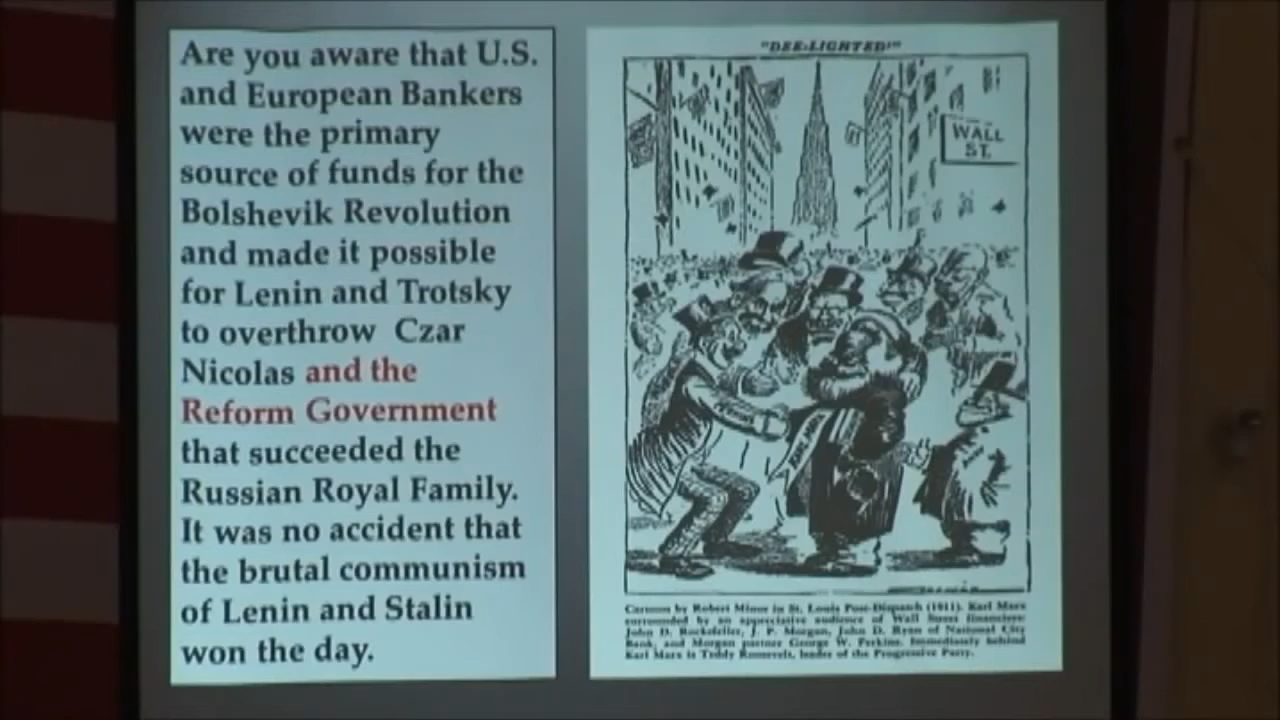 Are you aware that U.S.
and European Bankers
were the primary
source of funds for the
Bolshevik Revolution
and made it possible
for Lenin and Trotsky
to overthrow Czar
Nicolas and the
Reform Government
that succeeded the
Russian Royal Family.
It was no accident that
the brutal communism
of Lenin and Stalin
won the day.
"DEE-LIGHTED!"
WALL
ST.
Cartoon by Robert Minor in St. Louis Post-Dispatch (1911). Karl Marx
surrounded by an appreciative audience of Wall Street financiers:
John D. Rockefeller, J. P. Morgan, John D. Ryan of National City
Bank, and Morgan partner George W. Perkins. Immediately behind
Karl Marx is Teddy Roosevelt, leader of the Progressive Party.